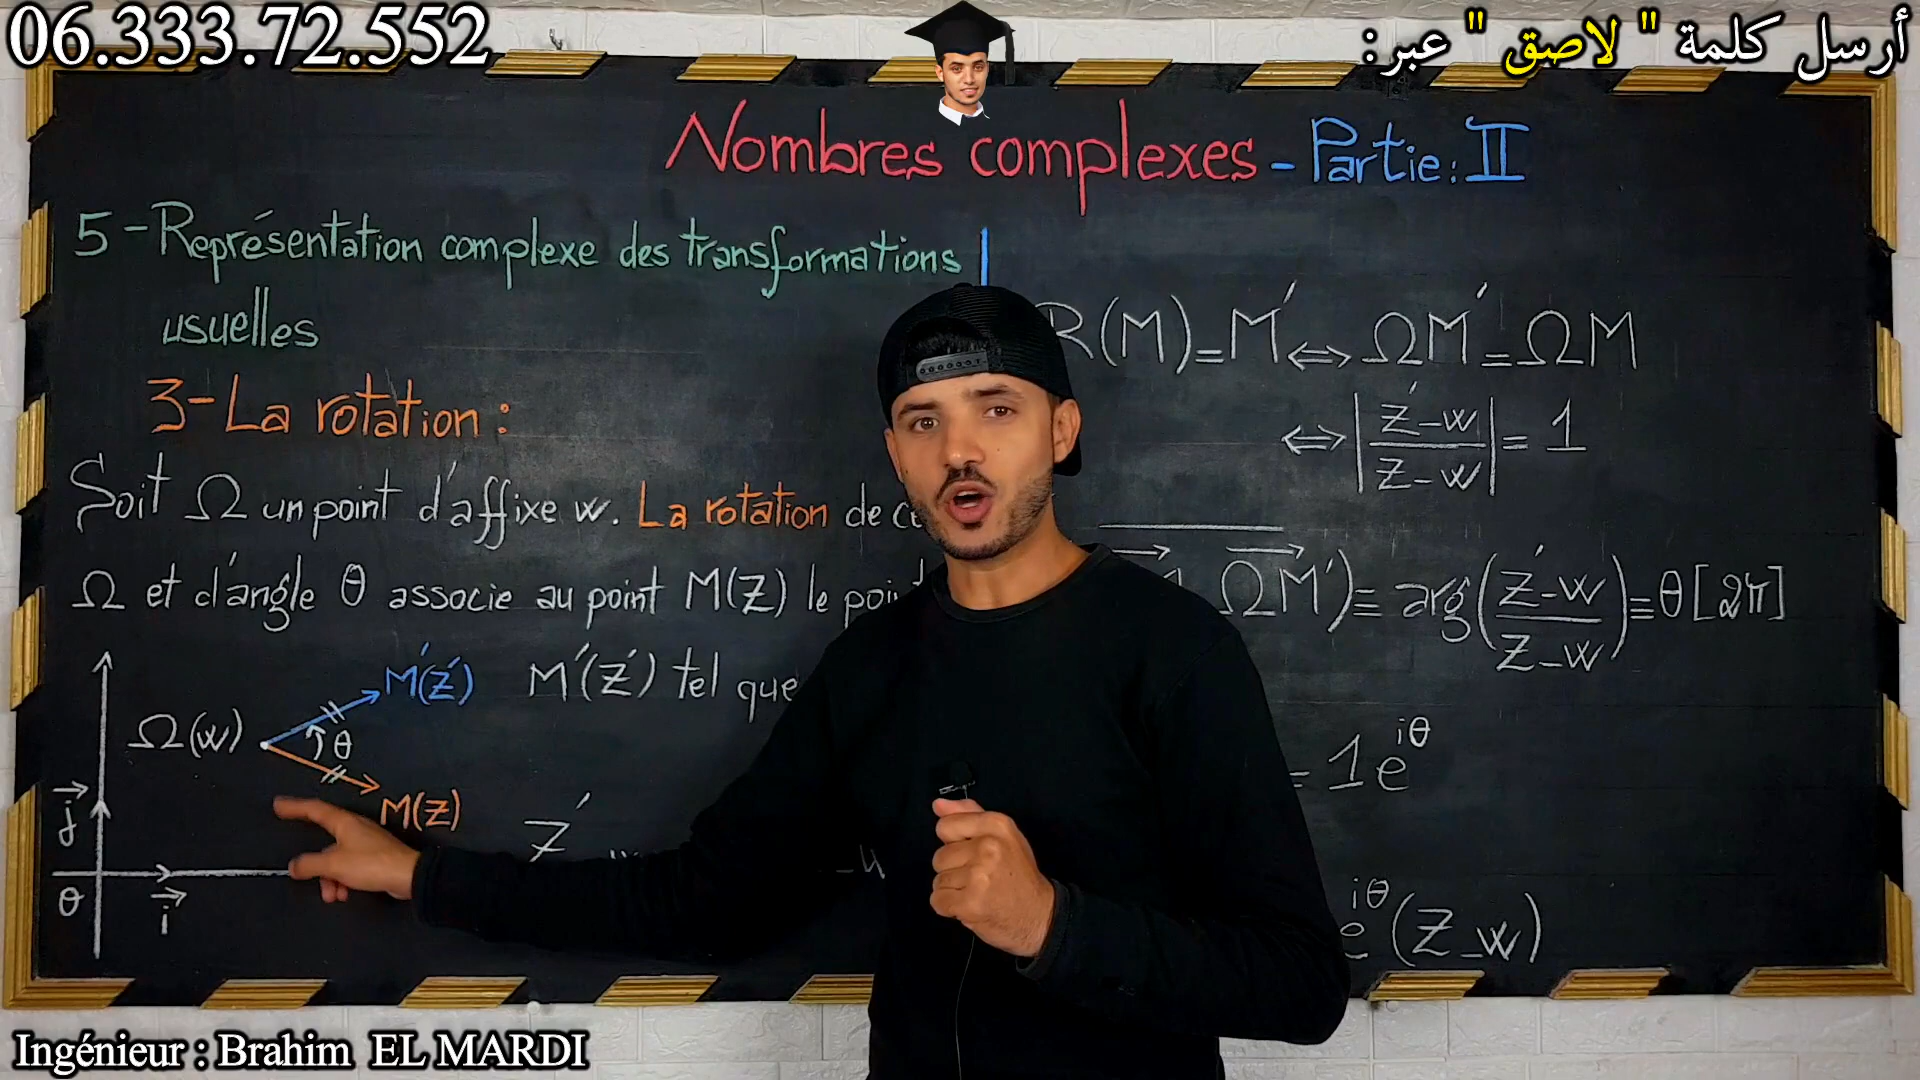 06.333.72.552
أرسل كلمة " لاصق " عبر:
Nombres complexes - Partie: II
5 - Représentation complexe des transformations
usuelles
3 - La rotation :
Soit Ω un point d'affixe w. La rotation de
Ω et d'angle θ associe au point M(Z) le
M'(Z') tel que
M'(Z')
Ω(w)
θ
M(Z)
j
θ
i
Z'
R(M) = M' ⇔ ΩM' = ΩM
⇔ |Z'-w / Z-w| = 1
ΩM') ≡ arg(Z'-w / Z-w) ≡ θ[2π]
= 1e^{iθ}
e^{iθ}(Z-w)
Ingénieur : Brahim EL MARDI